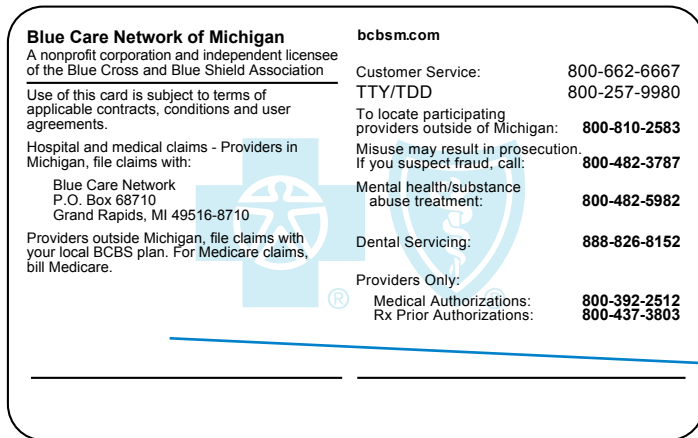 Blue Care Network of Michigan
A nonprofit corporation and independent licensee
of the Blue Cross and Blue Shield Association
Use of this card is subject to terms of
applicable contracts, conditions and user
agreements.
Hospital and medical claims - Providers in
Michigan, file claims with:
Blue Care Network
P.O. Box 68710
Grand Rapids, MI 49516-8710
Providers outside Michigan, file claims with
your local BCBS plan. For Medicare claims,
bill Medicare.
bcbsm.com
Customer Service: 800-662-6667
TTY/TDD 800-257-9980
To locate participating
providers outside of Michigan: 800-810-2583
Misuse may result in prosecution.
If you suspect fraud, call: 800-482-3787
Mental health/substance
abuse treatment: 800-482-5982
Dental Servicing: 888-826-8152
Providers Only:
Medical Authorizations: 800-392-2512
Rx Prior Authorizations: 800-437-3803
® ®